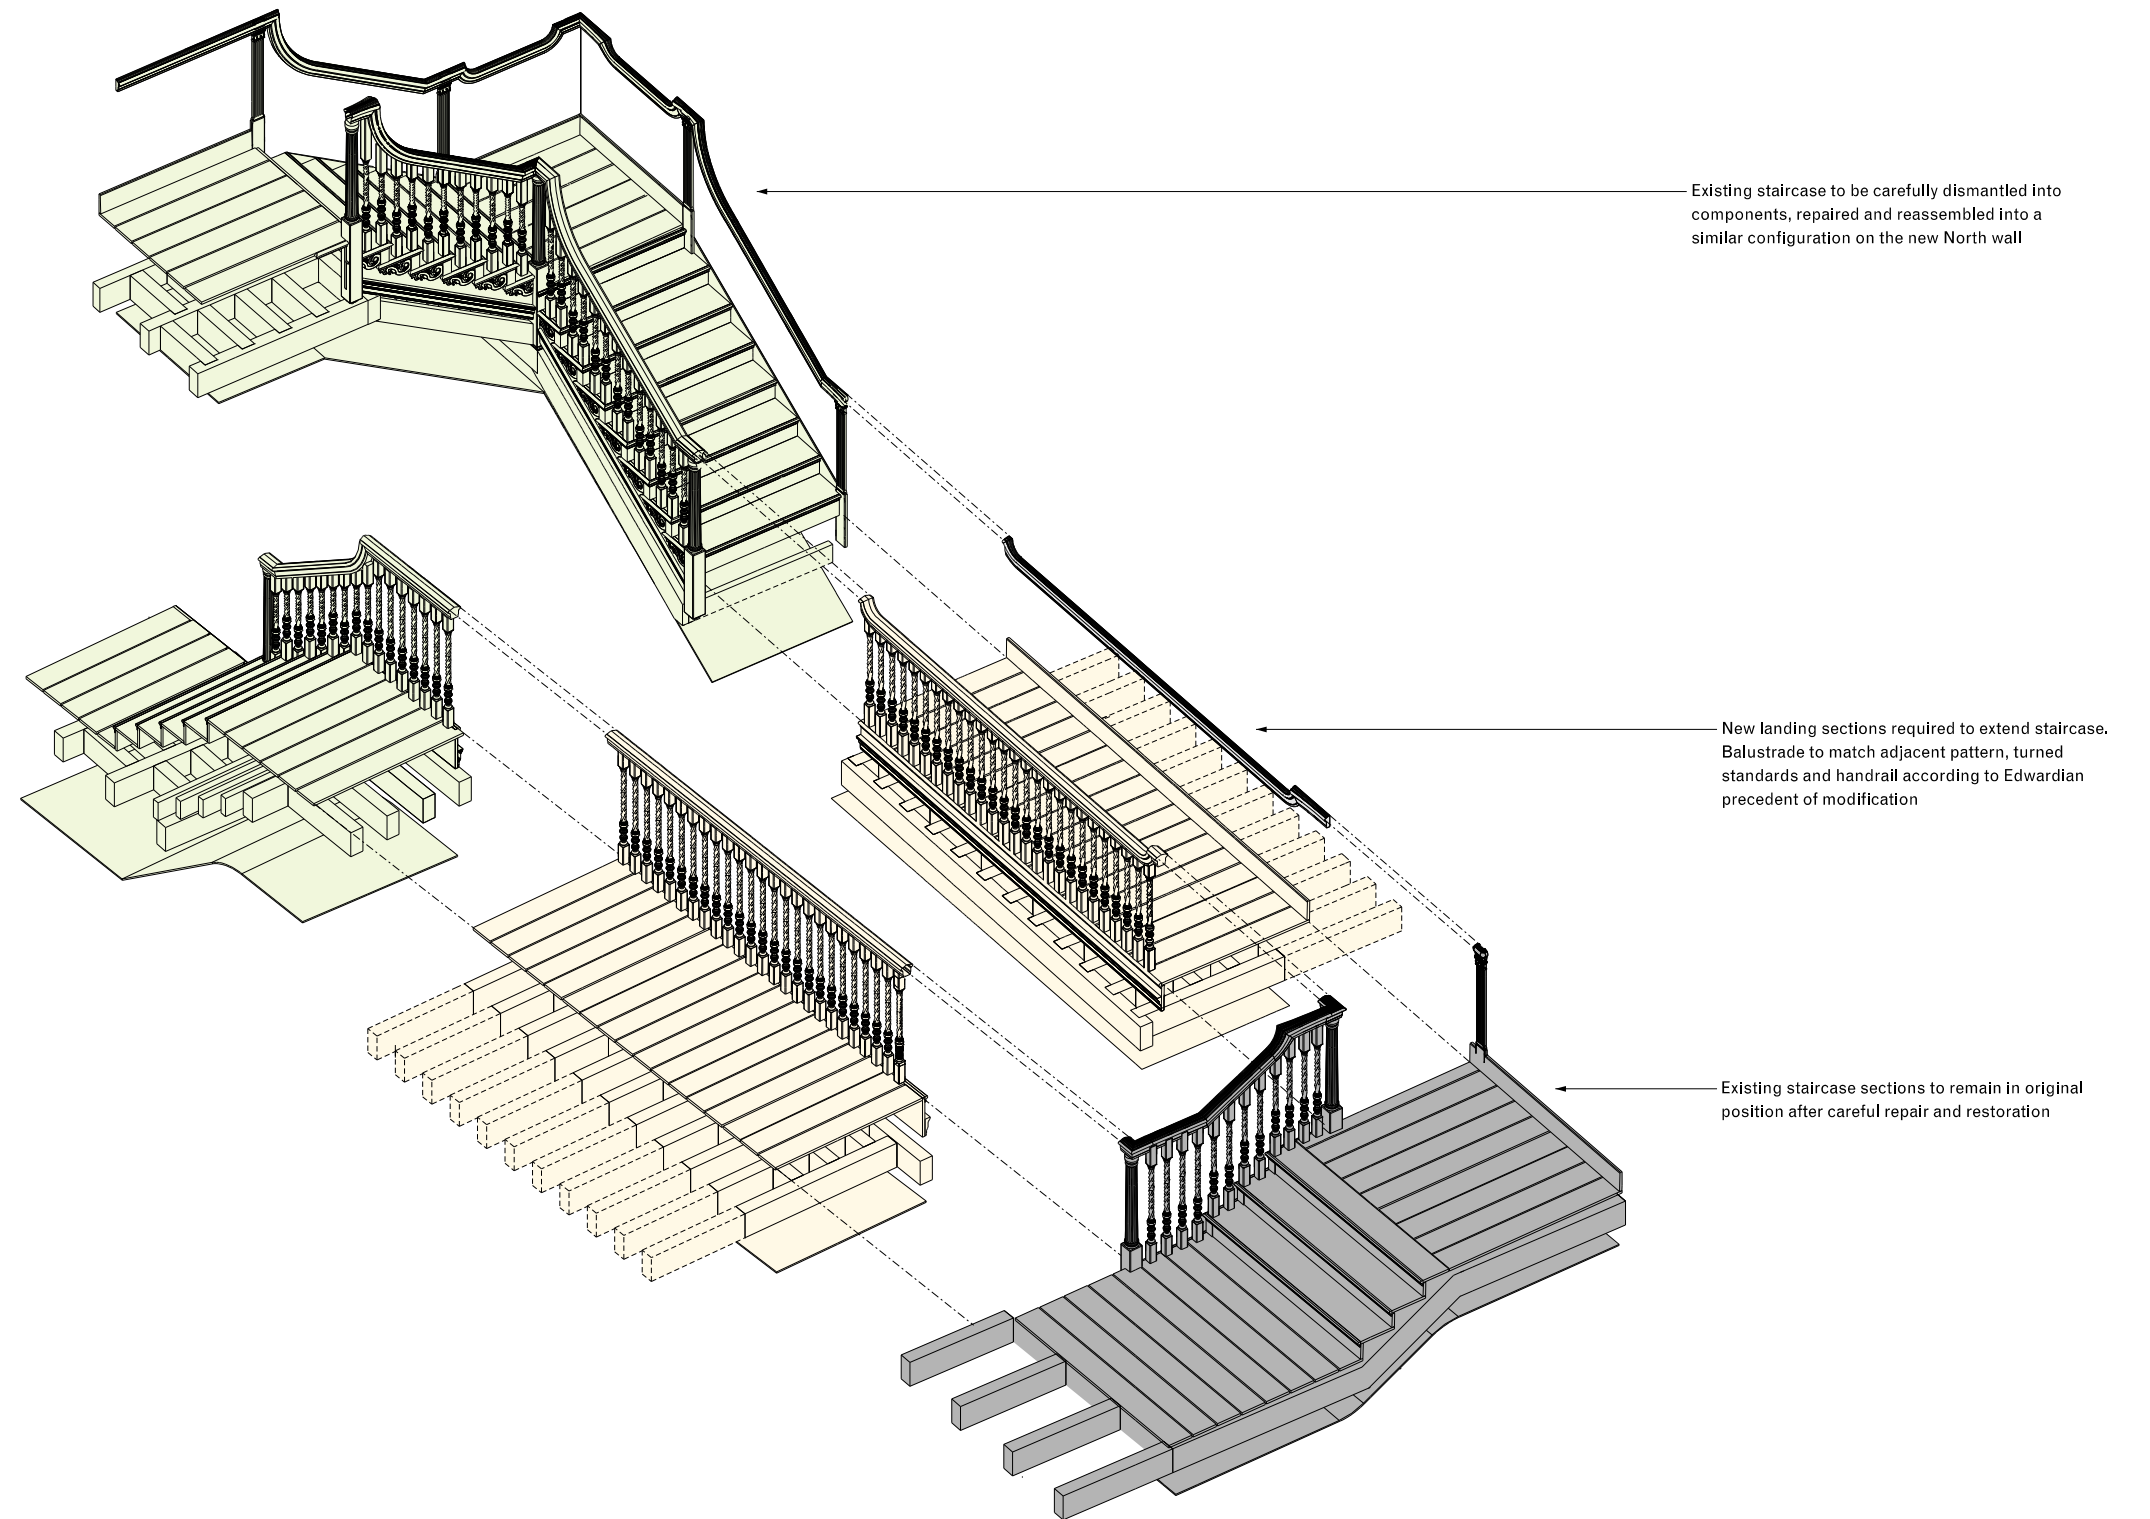 Existing staircase to be carefully dismantled into
components, repaired and reassembled into a
similar configuration on the new North wall
New landing sections required to extend staircase.
Balustrade to match adjacent pattern, turned
standards and handrail according to Edwardian
precedent of modification
Existing staircase sections to remain in original
position after careful repair and restoration